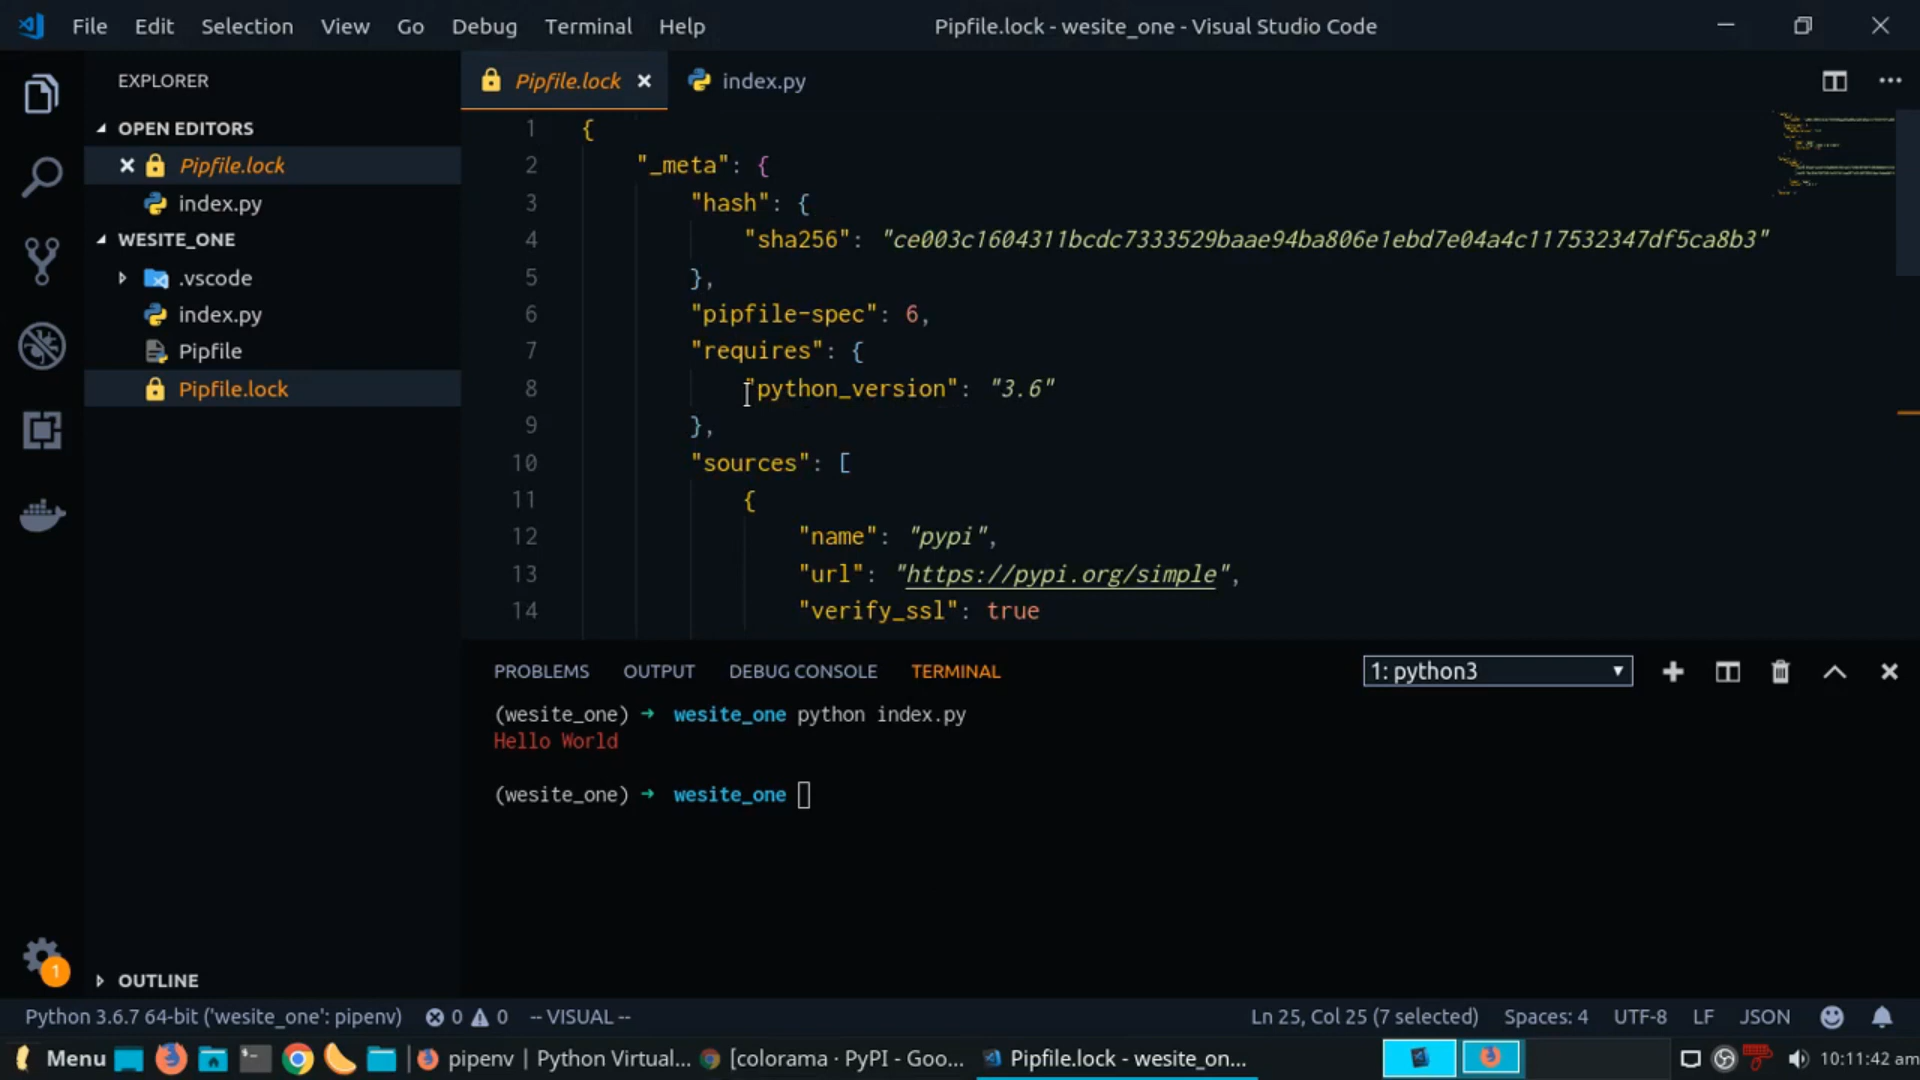 File Edit Selection View Go Debug Terminal Help Pipfile.lock - wesite_one - Visual Studio Code
EXPLORER
OPEN EDITORS
Pipfile.lock
index.py
WESITE_ONE
.vscode
index.py
Pipfile
Pipfile.lock
OUTLINE
1
Pipfile.lock index.py
1 {
2 "_meta": {
3 "hash": {
4 "sha256": "ce003c1604311bcdc7333529baae94ba806e1ebd7e04a4c117532347df5ca8b3"
5 },
6 "pipfile-spec": 6,
7 "requires": {
8 "python_version": "3.6"
9 },
10 "sources": [
11 {
12 "name": "pypi",
13 "url": "https://pypi.org/simple",
14 "verify_ssl": true
PROBLEMS OUTPUT DEBUG CONSOLE TERMINAL 1: python3
(wesite_one) ➜ wesite_one python index.py
Hello World
(wesite_one) ➜ wesite_one
Python 3.6.7 64-bit ('wesite_one': pipenv) 0 0 -- VISUAL -- Ln 25, Col 25 (7 selected) Spaces: 4 UTF-8 LF JSON
Menu pipenv | Python Virtual... [colorama · PyPI - Goo... Pipfile.lock - wesite_on... 10:11:42 am